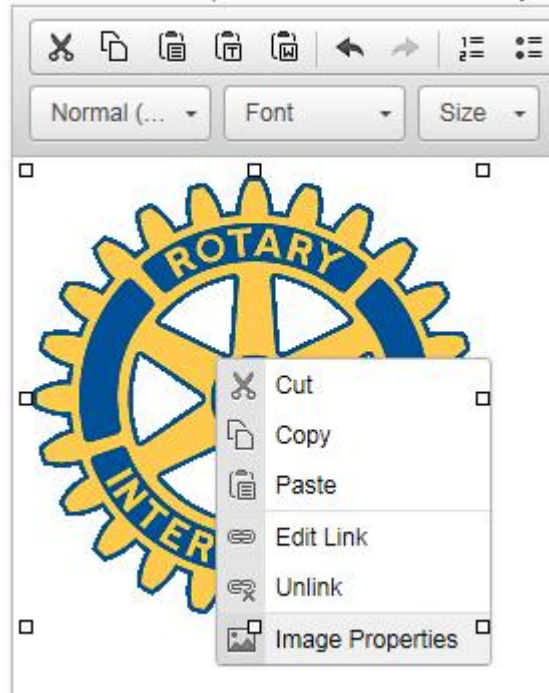 Normal (... Font Size
ROTARY
Cut
Copy
Paste
Edit Link
Unlink
Image Properties
INTER